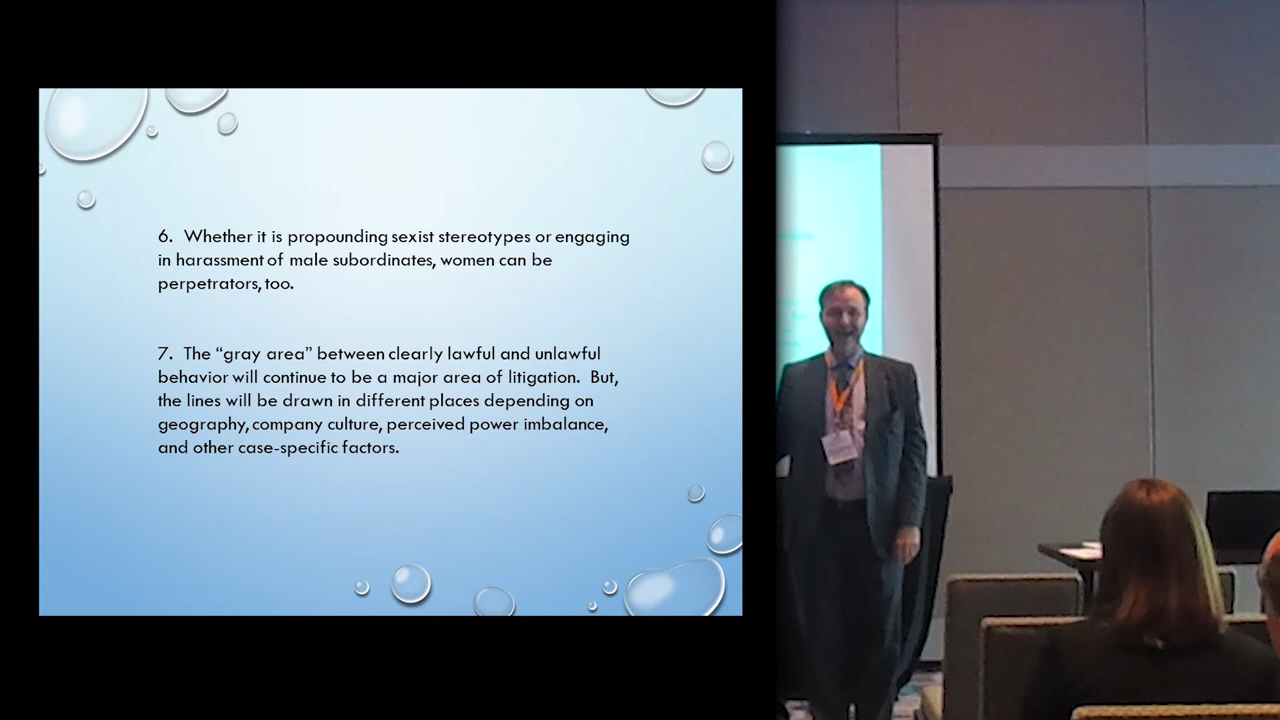 6. Whether it is propounding sexist stereotypes or engaging
in harassment of male subordinates, women can be
perpetrators, too.
7. The “gray area” between clearly lawful and unlawful
behavior will continue to be a major area of litigation. But,
the lines will be drawn in different places depending on
geography, company culture, perceived power imbalance,
and other case-specific factors.